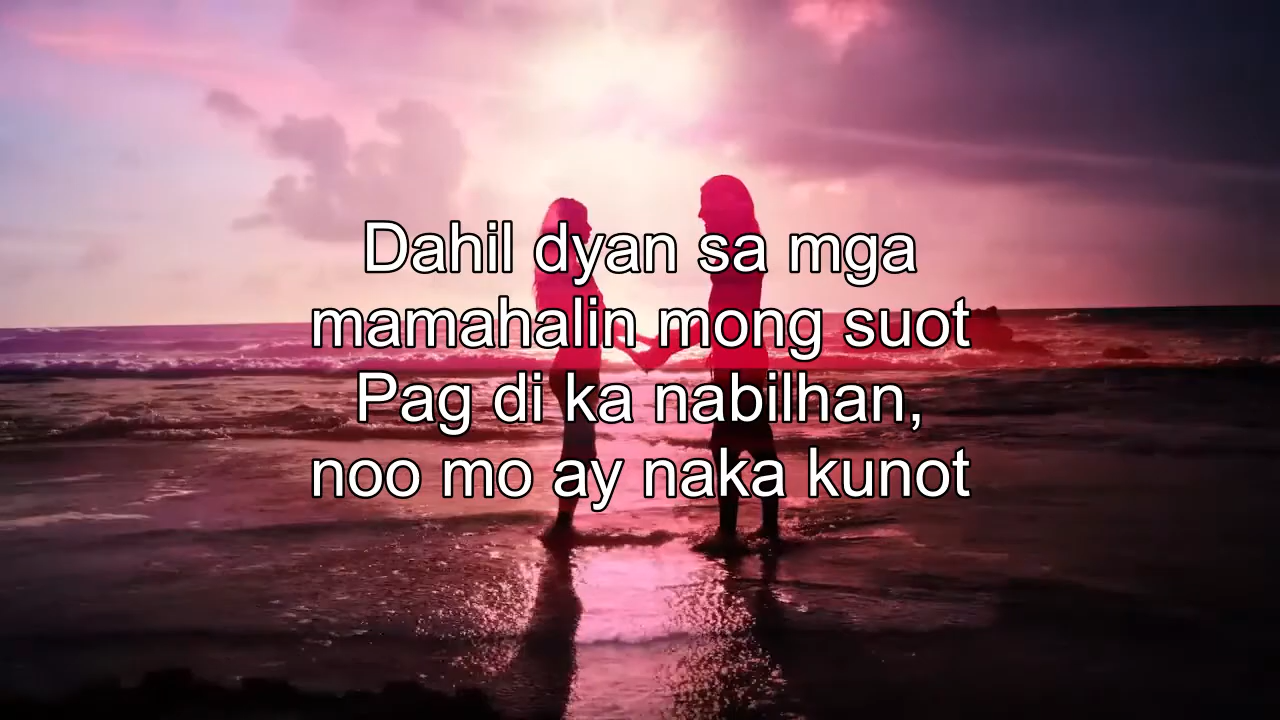 Dahil dyan sa mga
mamahalin mong suot
Pag di ka nabilhan,
noo mo ay naka kunot